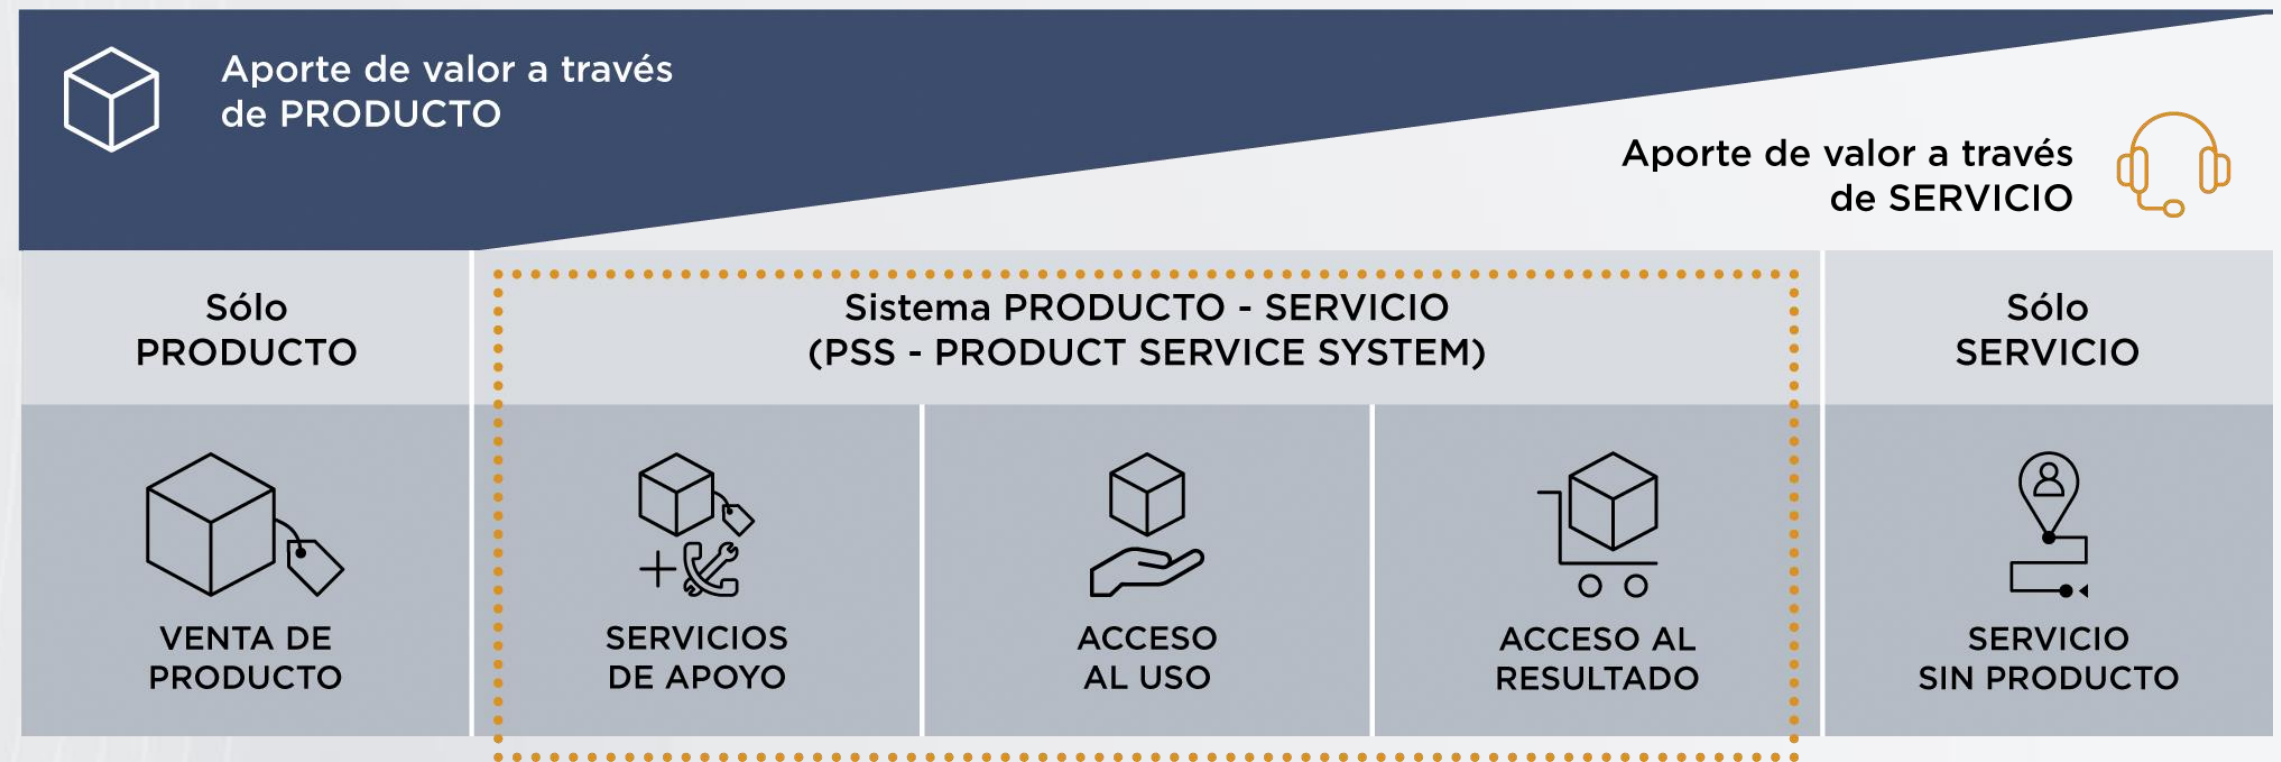 Aporte de valor a través
de PRODUCTO
Aporte de valor a través
de SERVICIO
Sólo
PRODUCTO
Sistema PRODUCTO - SERVICIO
(PSS - PRODUCT SERVICE SYSTEM)
Sólo
SERVICIO
VENTA DE
PRODUCTO
SERVICIOS
DE APOYO
ACCESO
AL USO
ACCESO AL
RESULTADO
SERVICIO
SIN PRODUCTO